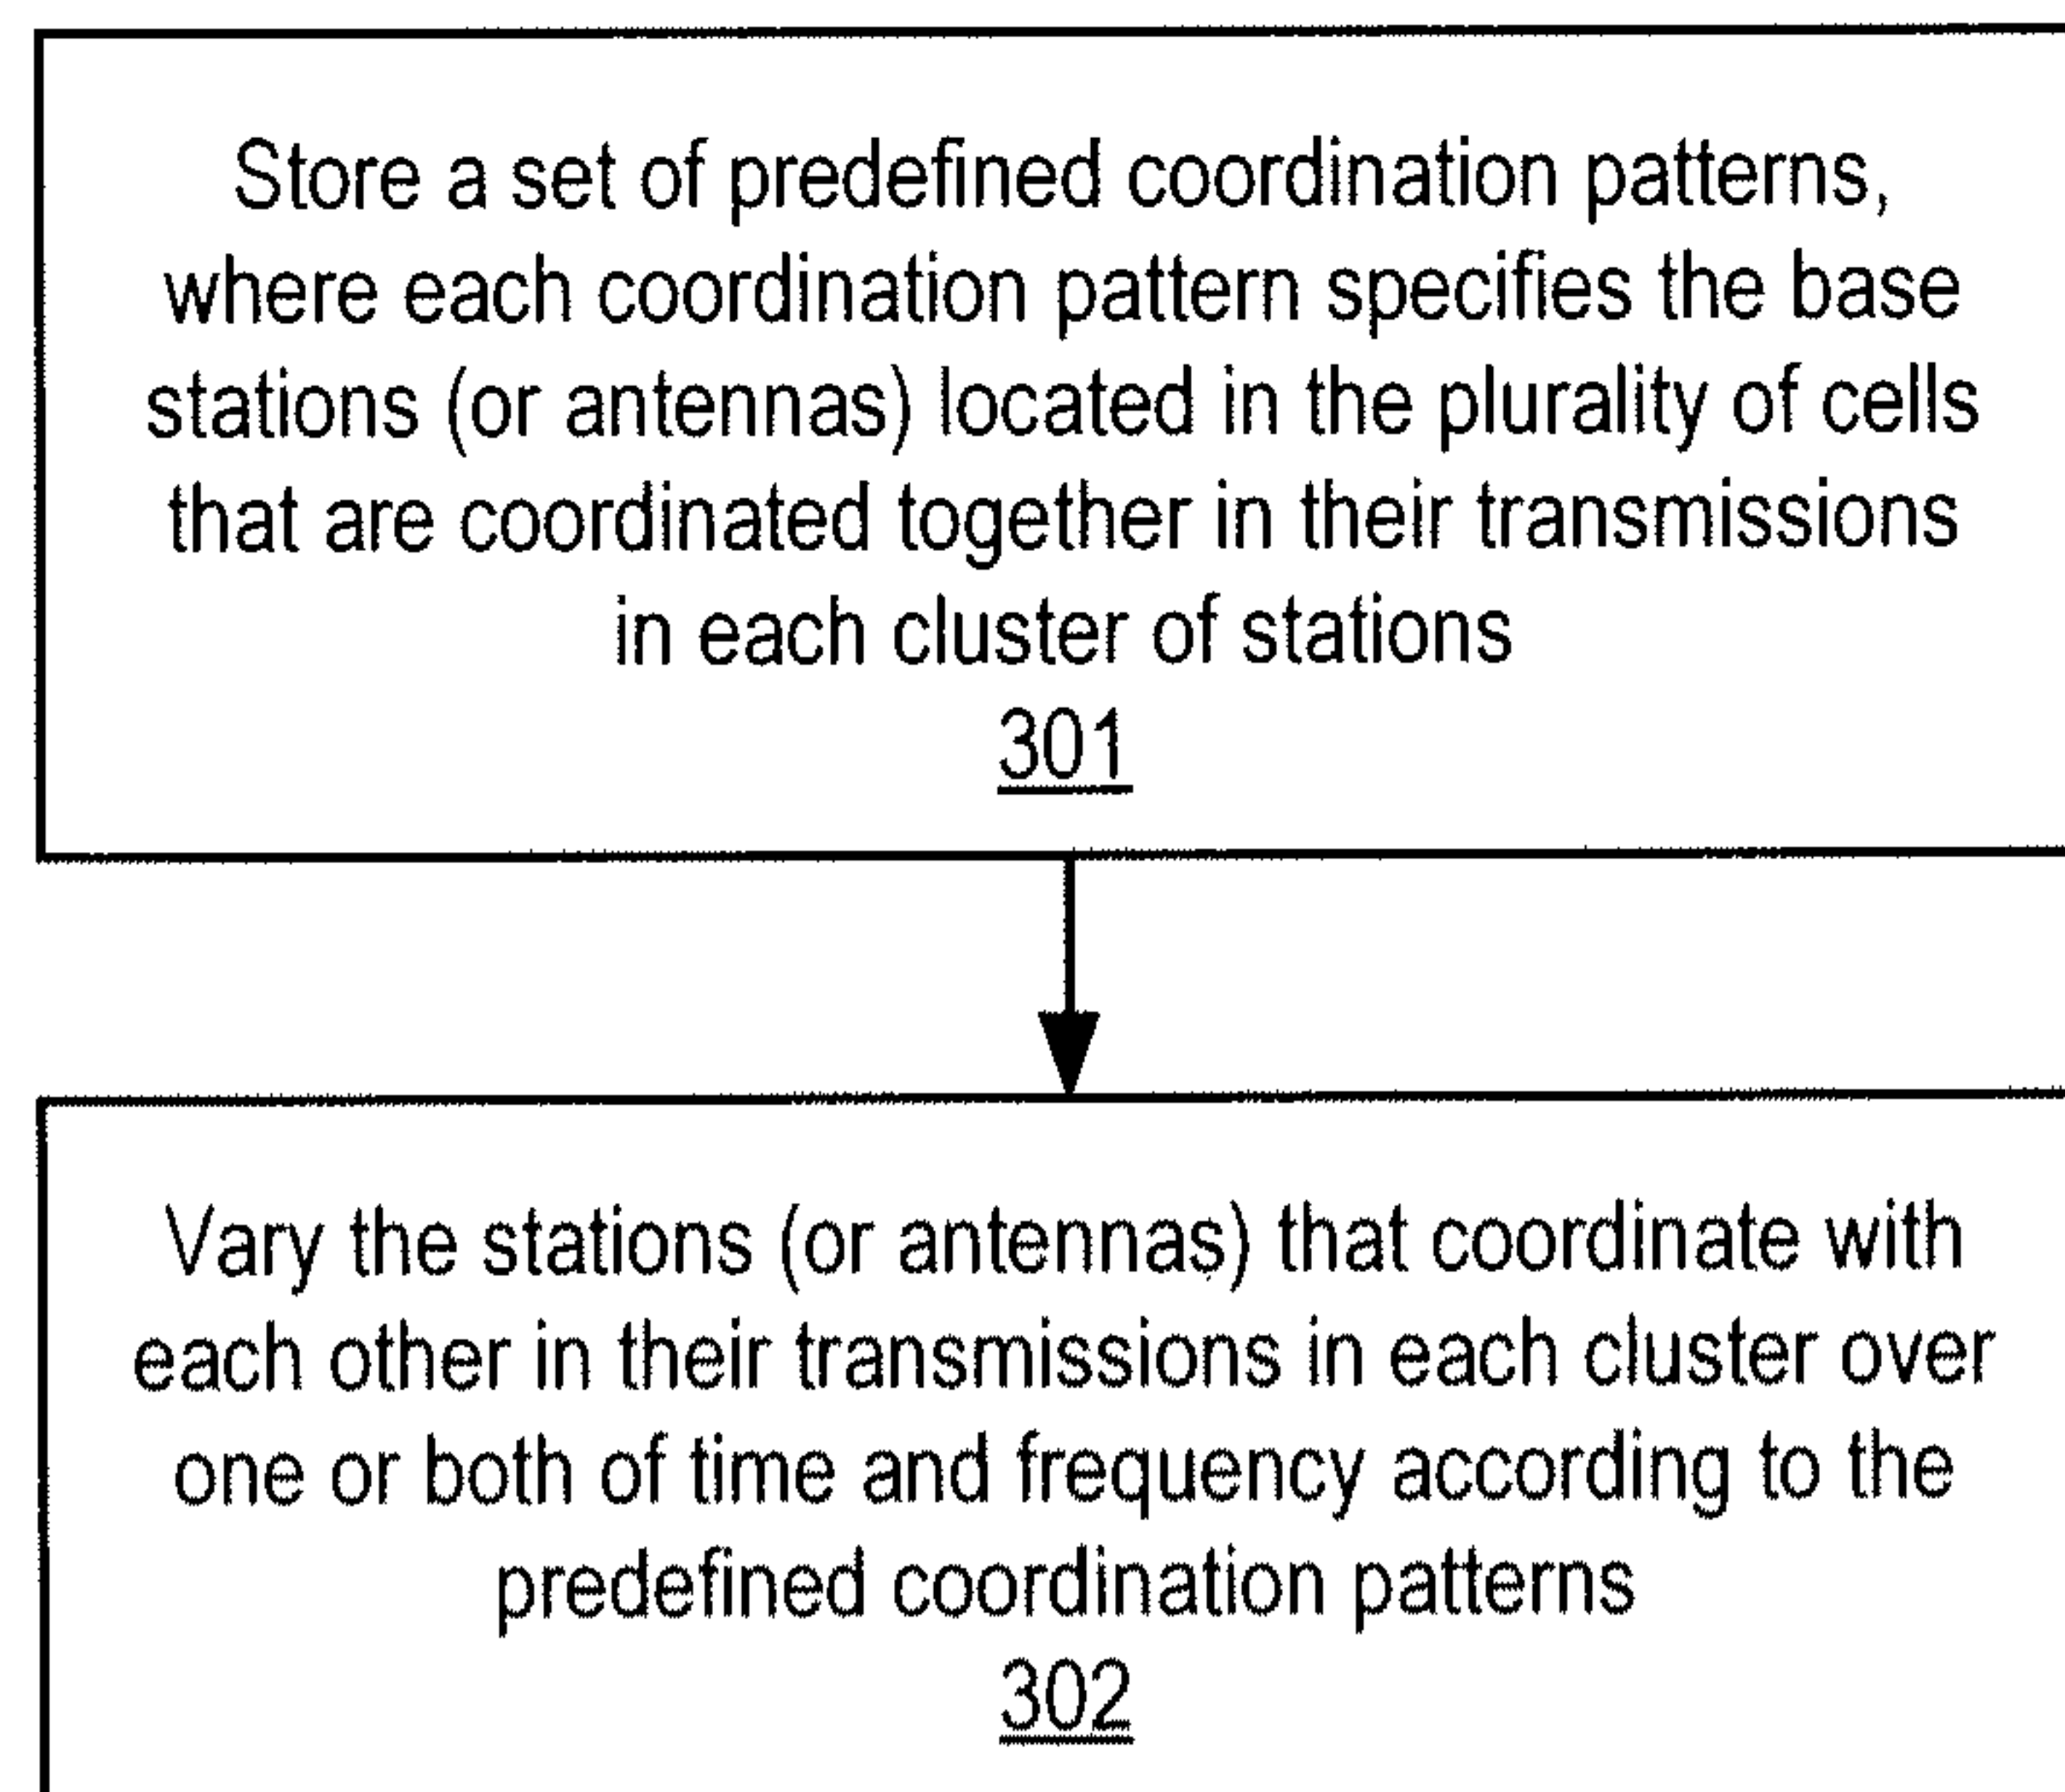 Store a set of predefined coordination patterns,
where each coordination pattern specifies the base
stations (or antennas) located in the plurality of cells
that are coordinated together in their transmissions
in each cluster of stations
301
Vary the stations (or antennas) that coordinate with
each other in their transmissions in each cluster over
one or both of time and frequency according to the
predefined coordination patterns
302